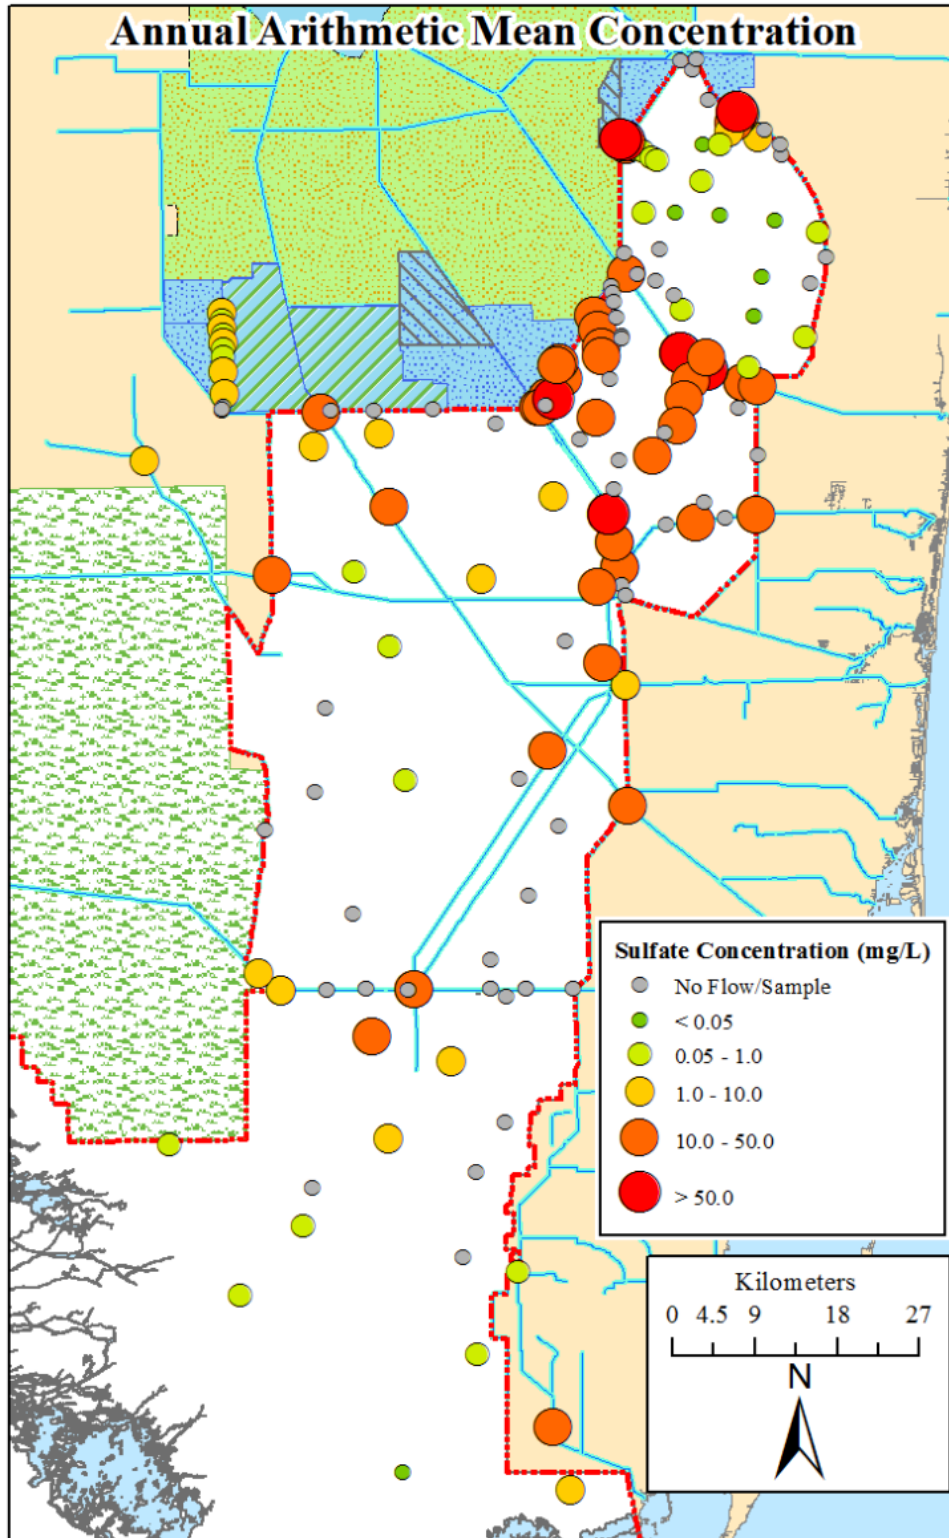 Annual Arithmetic Mean Concentration
Sulfate Concentration (mg/L)
No Flow/Sample
< 0.05
0.05 - 1.0
1.0 - 10.0
10.0 - 50.0
> 50.0
Kilometers
0 4.5 9 18 27
N